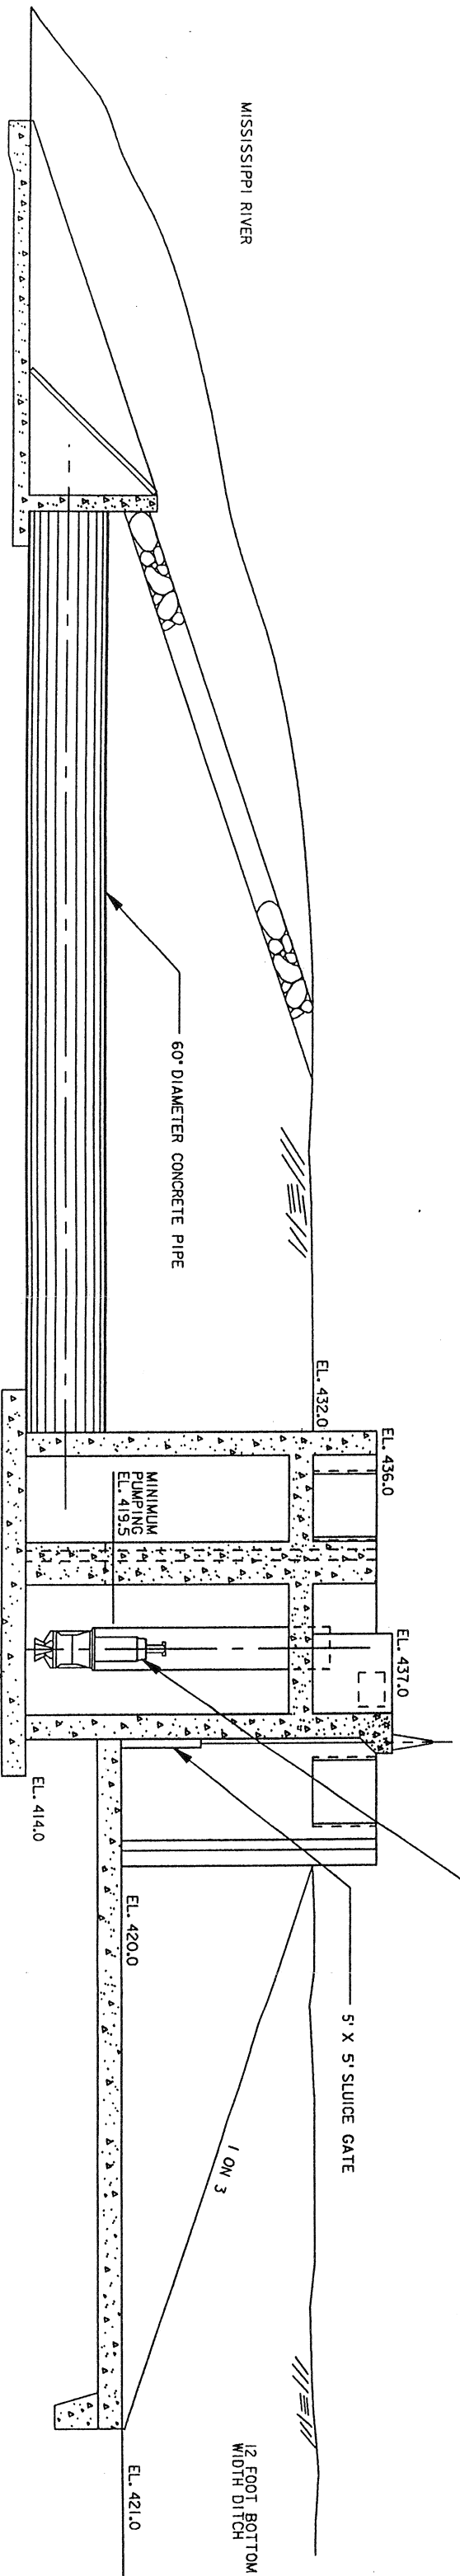 MISSISSIPPI RIVER
60" DIAMETER CONCRETE PIPE
EL. 432.0
EL. 436.0
MINIMUM
PUMPING
EL. 419.5
EL. 437.0
EL. 414.0
EL. 420.0
5' X 5' SLUICE GATE
1 ON 3
12 FOOT BOTTOM
WIDTH DITCH
EL. 421.0